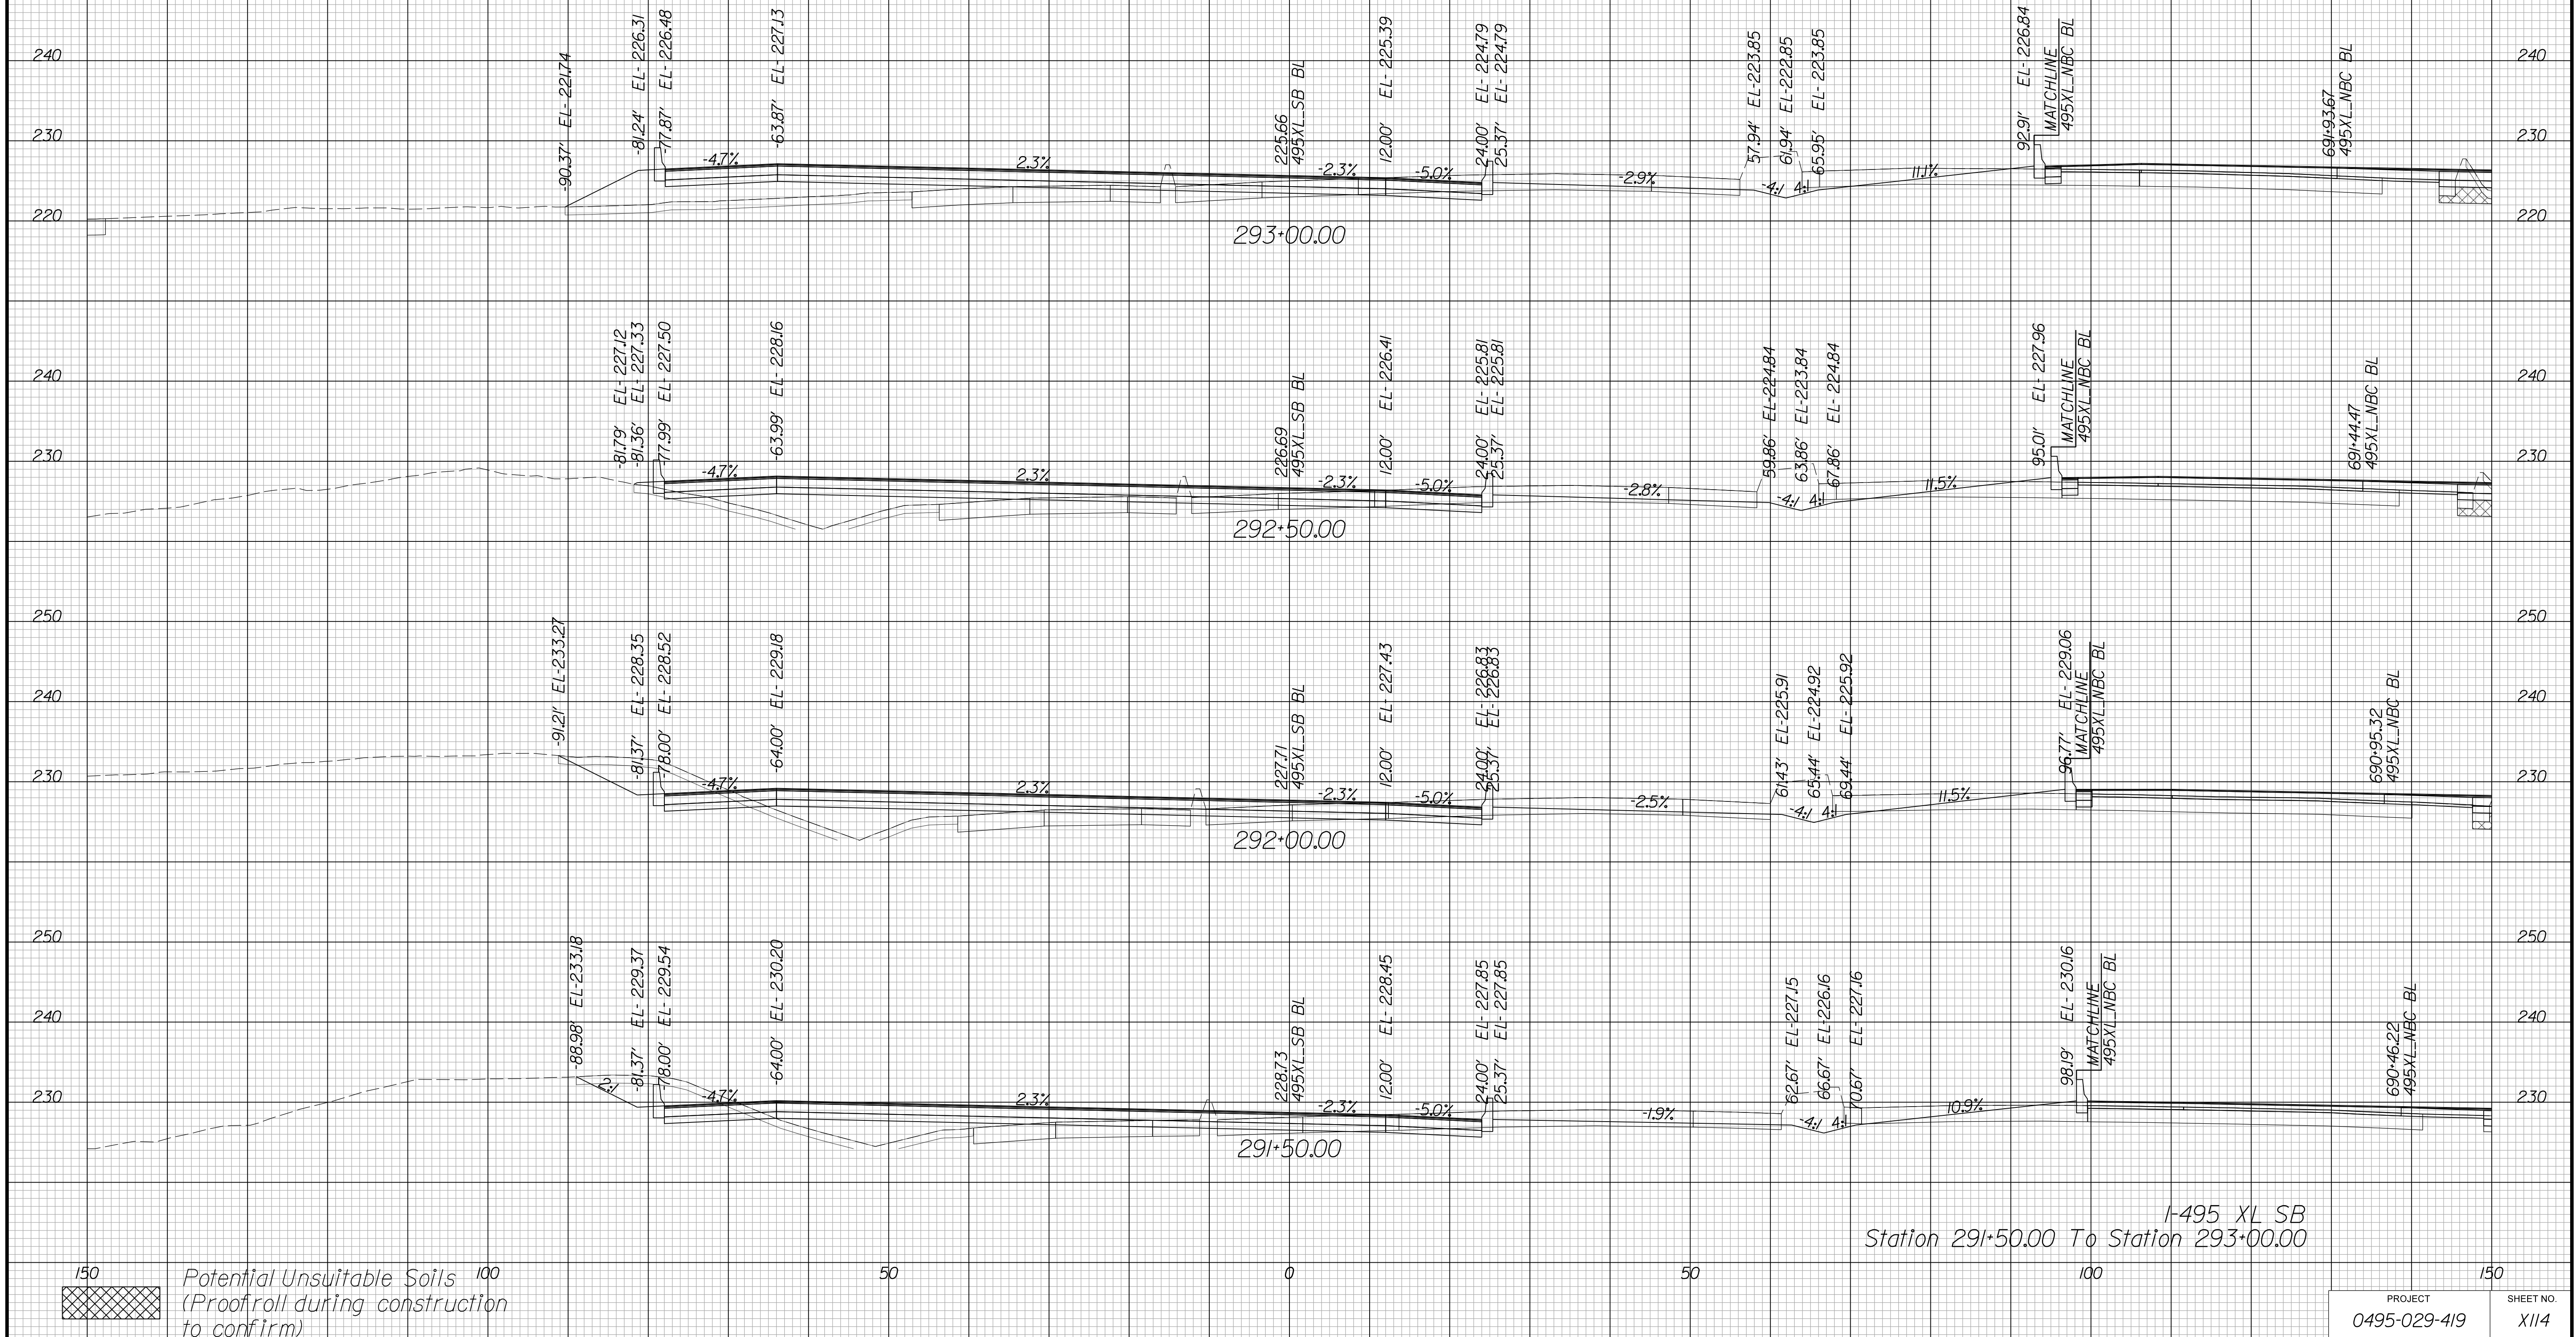 240
-90.37' EL- 221.74
-81.24' EL- 226.31
-77.87' EL- 226.48
-63.87' EL- 227.13
225.66
495XL_SB BL
12.00' EL- 225.39
24.00' EL- 224.79
25.37' EL- 224.79
57.94' EL-223.85
61.94' EL-222.85
65.95' EL- 223.85
92.91' EL- 226.84
MATCHLINE
495XL_NBC BL
691+93.67
495XL_NBC BL
240
230
230
-4.7%
2.3%
-2.3%
-5.0%
-2.9%
-4:1
4:1
11.1%
220
220
293+00.00
240
-81.79' EL- 227.12
-81.36' EL- 227.33
-77.99' EL- 227.50
-63.99' EL- 228.16
226.69
495XL_SB BL
12.00' EL- 226.41
24.00' EL- 225.81
25.37' EL- 225.81
59.86' EL-224.84
63.86' EL-223.84
67.86' EL- 224.84
95.01' EL- 227.96
MATCHLINE
495XL_NBC BL
691+44.47
495XL_NBC BL
240
230
230
-4.7%
2.3%
-2.3%
-5.0%
-2.8%
-4:1
4:1
11.5%
292+50.00
250
250
240
-91.21' EL-233.27
-81.37' EL- 228.35
-78.00' EL- 228.52
-64.00' EL- 229.18
227.71
495XL_SB BL
12.00' EL- 227.43
24.00' EL- 226.83
25.37' EL- 226.83
61.43' EL-225.91
65.44' EL-224.92
69.44' EL- 225.92
96.77' EL- 229.06
MATCHLINE
495XL_NBC BL
690+95.32
495XL_NBC BL
240
230
230
-4.7%
2.3%
-2.3%
-5.0%
-2.5%
-4:1
4:1
11.5%
292+00.00
250
250
240
-88.98' EL-233.18
-81.37' EL- 229.37
-78.00' EL- 229.54
-64.00' EL- 230.20
228.73
495XL_SB BL
12.00' EL- 228.45
24.00' EL- 227.85
25.37' EL- 227.85
62.67' EL-227.15
66.67' EL-226.16
70.67' EL- 227.16
98.19' EL- 230.16
MATCHLINE
495XL_NBC BL
690+46.22
495XL_NBC BL
240
230
230
2:1
-4.7%
2.3%
-2.3%
-5.0%
-1.9%
-4:1
4:1
10.9%
291+50.00
I-495 XL SB
Station 291+50.00 To Station 293+00.00
150 100 50 0 50 100 150
Potential Unsuitable Soils
(Proofroll during construction
to confirm)
PROJECT
0495-029-419
SHEET NO.
X114